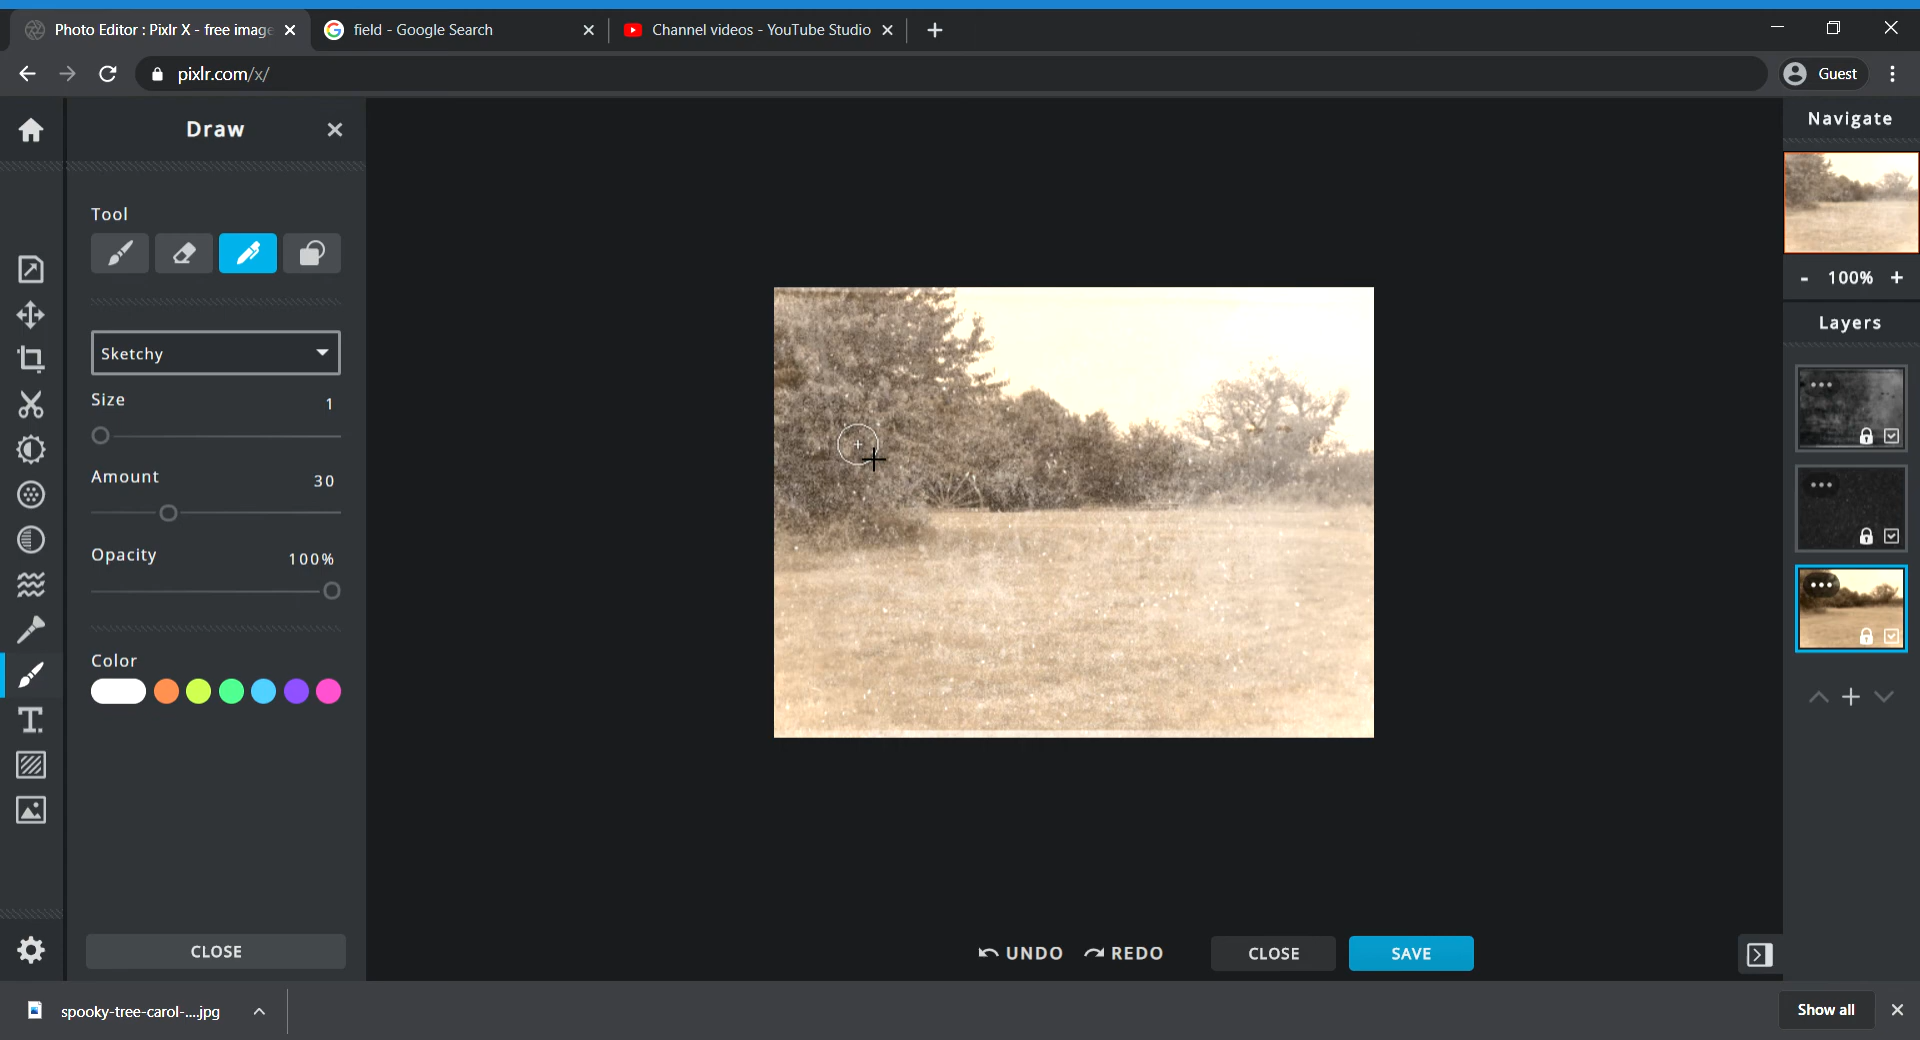 Photo Editor : Pixlr X - free image
field - Google Search
Channel videos - YouTube Studio
pixlr.com/x/
Guest
Draw
Tool
Sketchy
Size 1
Amount 30
Opacity 100%
Color
CLOSE
UNDO
REDO
CLOSE
SAVE
Navigate
- 100% +
Layers
spooky-tree-carol-....jpg
Show all